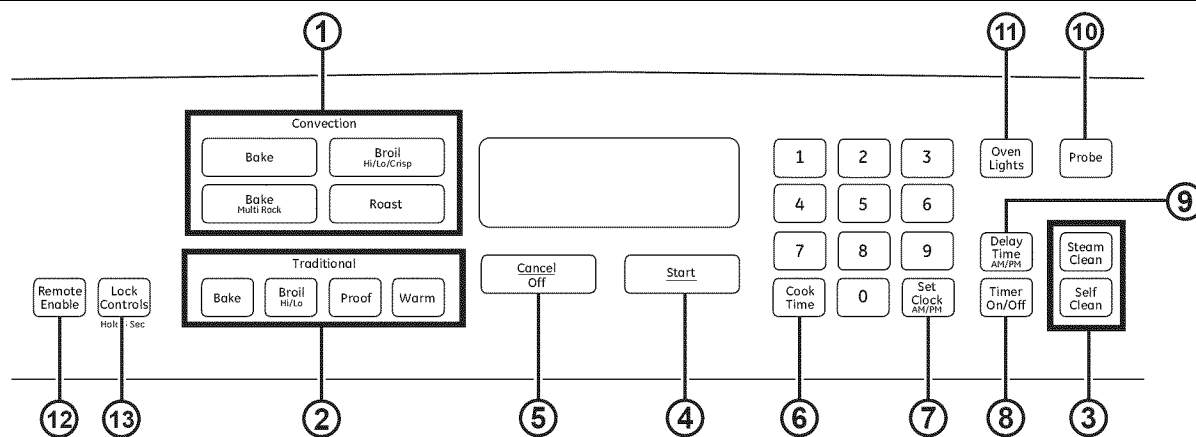 1
11
10
Convection
Bake
Broil
Hi/Lo/Crisp
Bake
Multi Rack
Roast
1 2 3
4 5 6
7 8 9
0
Oven
Lights
Probe
9
Traditional
Bake
Broil
Hi/Lo
Proof
Warm
Cancel
Off
Start
Cook
Time
Set
Clock
AM/PM
Delay
Time
AM/PM
Timer
On/Off
Steam
Clean
Self
Clean
Remote
Enable
Lock
Controls
Hold Sec
12
13
2
5
4
6
7
8
3